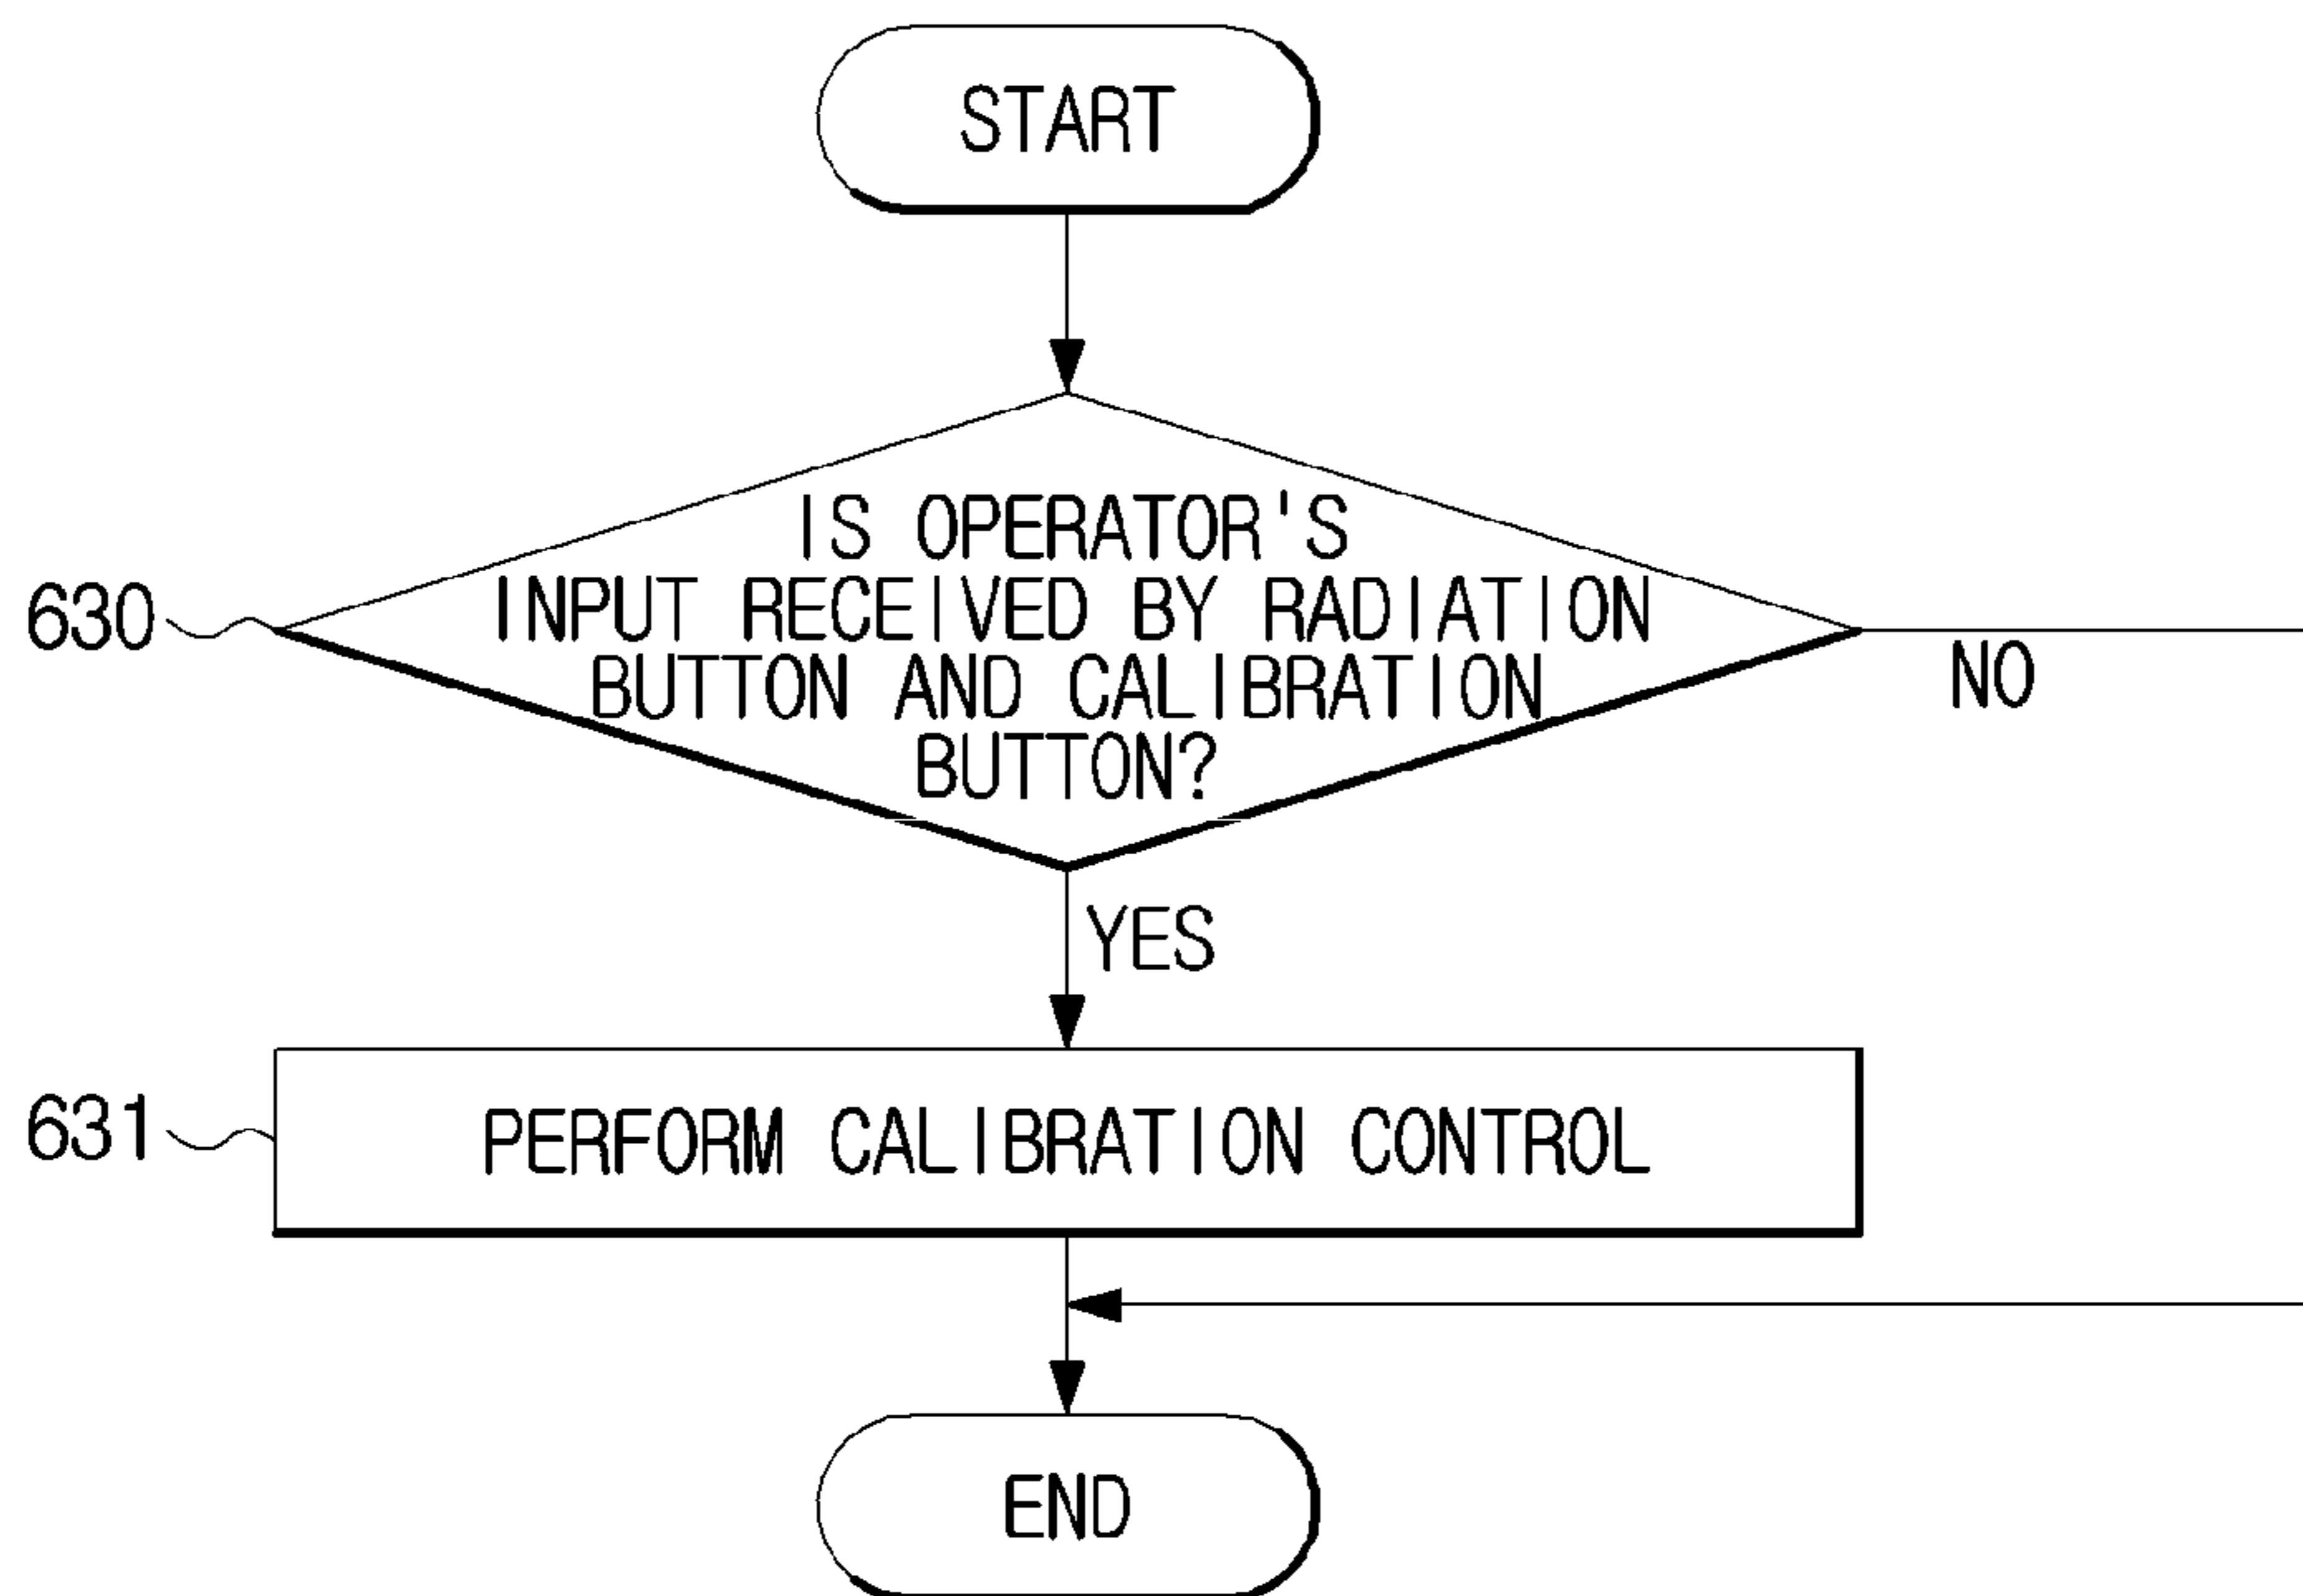 START
IS OPERATOR'S
INPUT RECEIVED BY RADIATION
630
BUTTON AND CALIBRATION
NO
BUTTON?
YES
631 PERFORM CALIBRATION CONTROL
END